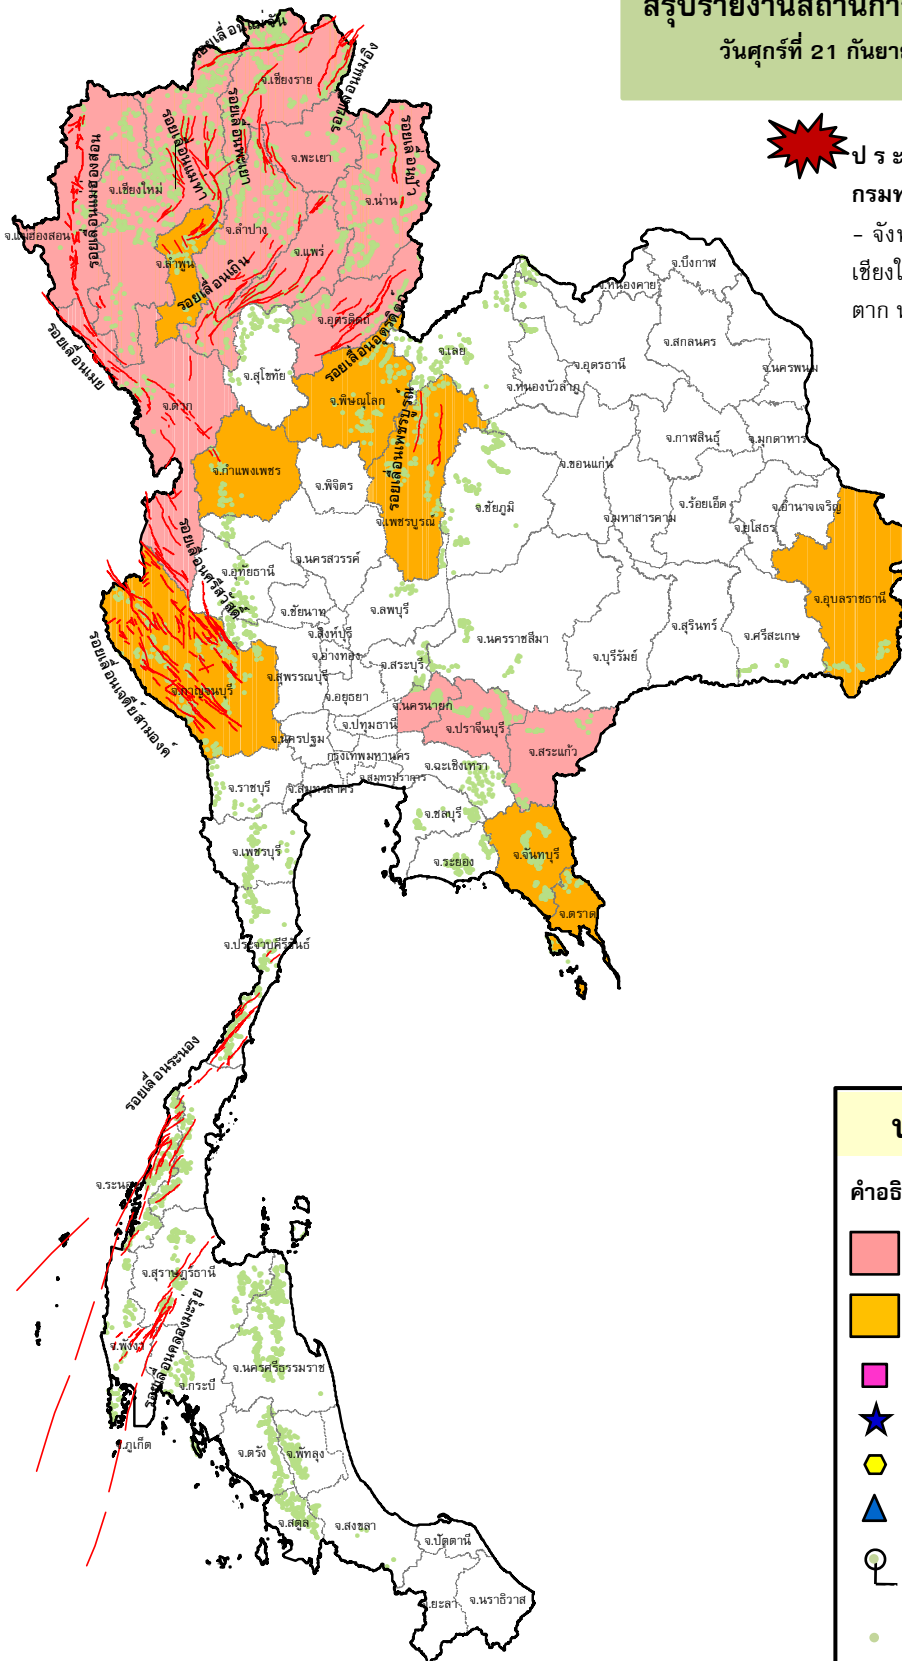 สรุปรายงานสถานกา
วันศุกร์ที่ 21 กันยา
ป ร ะ
กรมท
- จังห
เชียงให
ตาก
คำอธิ
รอยเลื่อนแม่จัน
รอยเลื่อนแม่อิง
จ.เชียงราย
รอยเลื่อนแม่ฮ่องสอน
รอยเลื่อนแม่ทา
รอยเลื่อนพะเยา
รอยเลื่อนปัว
จ.พะเยา
จ.เชียงใหม่
จ.น่าน
จ.แม่ฮ่องสอน
จ.ลำปาง
จ.แพร่
จ.ลำพูน
รอยเลื่อนเถิน
จ.บึงกาฬ
จ.หนองคาย
รอยเลื่อนเมย
จ.อุตรดิตถ์
รอยเลื่อนอุตรดิตถ์
จ.เลย
จ.สกลนคร
จ.อุดรธานี
จ.นครพนม
จ.สุโขทัย
จ.หนองบัวลำภู
จ.ตาก
จ.พิษณุโลก
รอยเลื่อนเพชรบูรณ์
จ.กาฬสินธุ์
จ.มุกดาหาร
จ.กำแพงเพชร
จ.พิจิตร
จ.ขอนแก่น
จ.ชัยภูมิ
จ.ร้อยเอ็ด
จ.อำนาจเจริญ
จ.มหาสารคาม
จ.ยโสธร
จ.เพชรบูรณ์
รอยเลื่อนศรีสวัสดิ์
จ.นครสวรรค์
จ.อุทัยธานี
จ.อุบลราชธานี
จ.ชัยนาท
จ.ลพบุรี
จ.สิงห์บุรี
จ.นครราชสีมา
จ.สุรินทร์
จ.ศรีสะเกษ
จ.อ่างทอง
จ.บุรีรัมย์
จ.สระบุรี
จ.สุพรรณบุรี
รอยเลื่อนเจดีย์สามองค์
จ.กาญจนบุรี
จ.อยุธยา
จ.นครนายก
จ.ปทุมธานี
จ.ปราจีนบุรี
จ.นครปฐม
จ.สระแก้ว
กรุงเทพมหานคร
จ.ฉะเชิงเทรา
จ.สมุทรปราการ
จ.ราชบุรี
จ.สมุทรสาคร
จ.ชลบุรี
จ.เพชรบุรี
จ.ระยอง
จ.จันทบุรี
จ.ตราด
จ.ประจวบคีรีขันธ์
รอยเลื่อนระนอง
จ.ระนอง
จ.สุราษฎร์ธานี
รอยเลื่อนคลองมะรุ่ย
จ.พังงา
จ.นครศรีธรรมราช
จ.กระบี่
จ.ภูเก็ต
จ.ตรัง
จ.พัทลุง
จ.สตูล
จ.สงขลา
จ.ปัตตานี
จ.ยะลา
จ.นราธิวาส